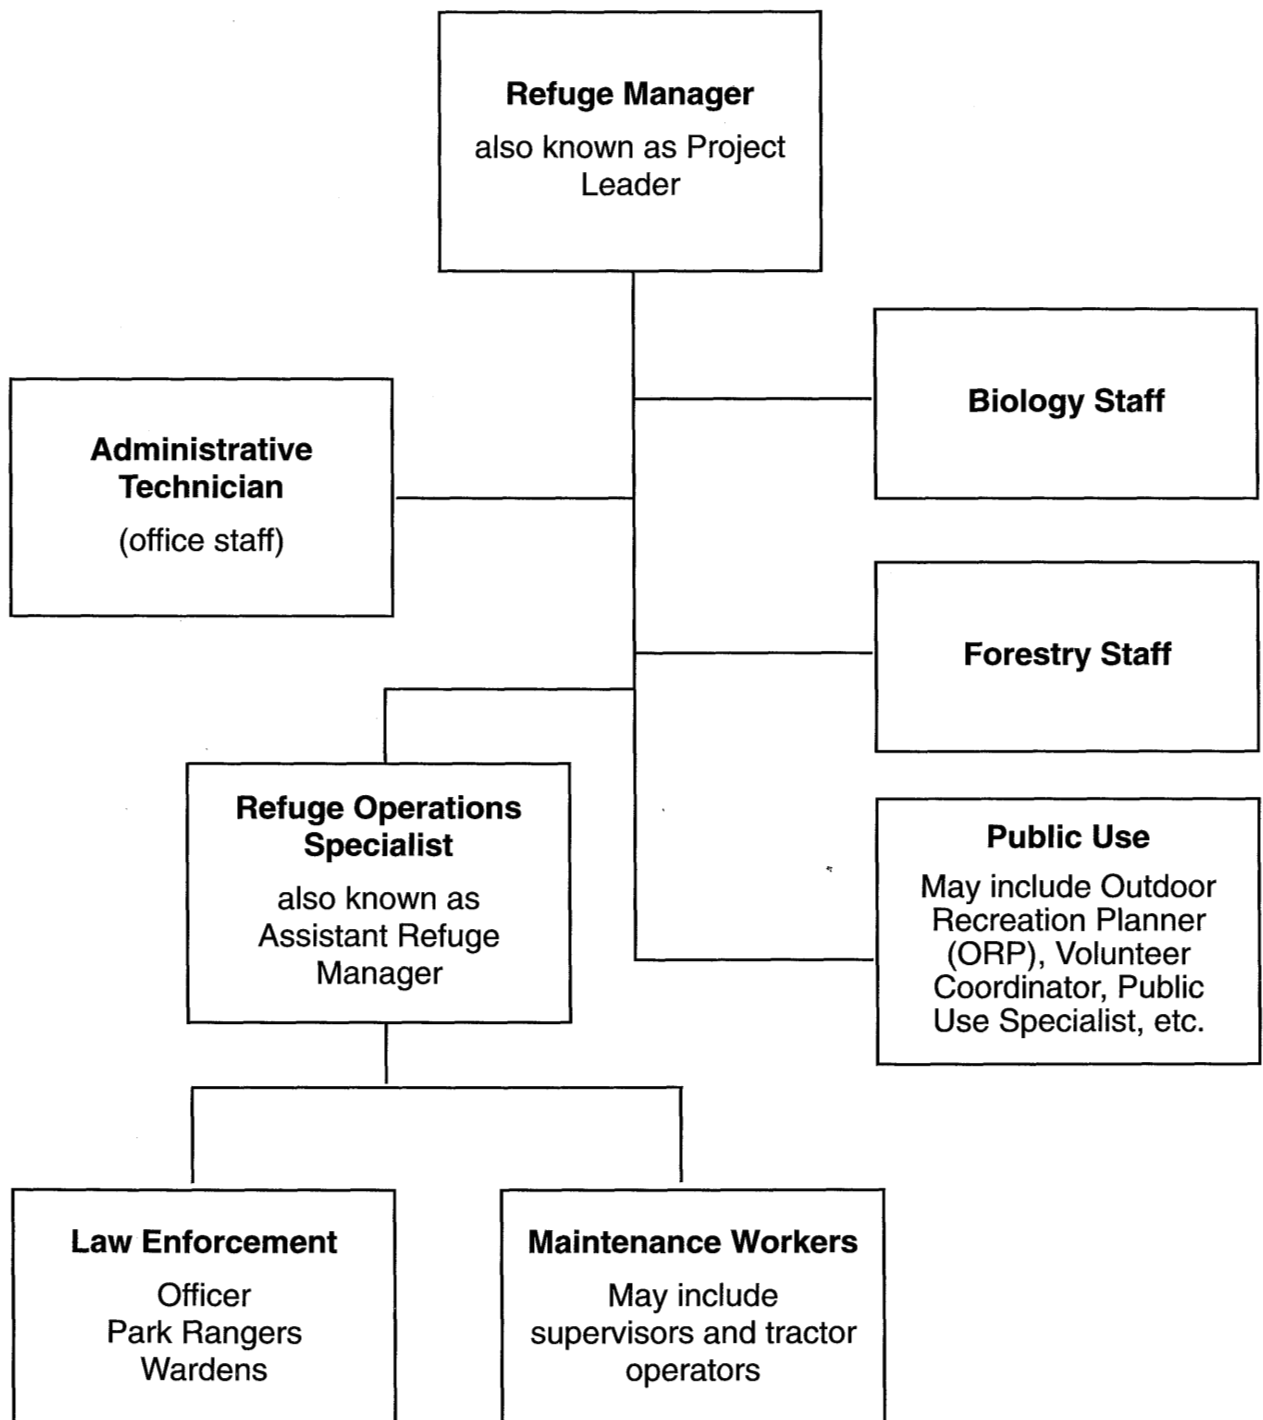 Refuge Manager
also known as Project
Leader
Biology Staff
Administrative
Technician
(office staff)
Forestry Staff
Refuge Operations
Specialist
also known as
Assistant Refuge
Manager
Public Use
May include Outdoor
Recreation Planner
(ORP), Volunteer
Coordinator, Public
Use Specialist, etc.
Law Enforcement
Officer
Park Rangers
Wardens
Maintenance Workers
May include
supervisors and tractor
operators